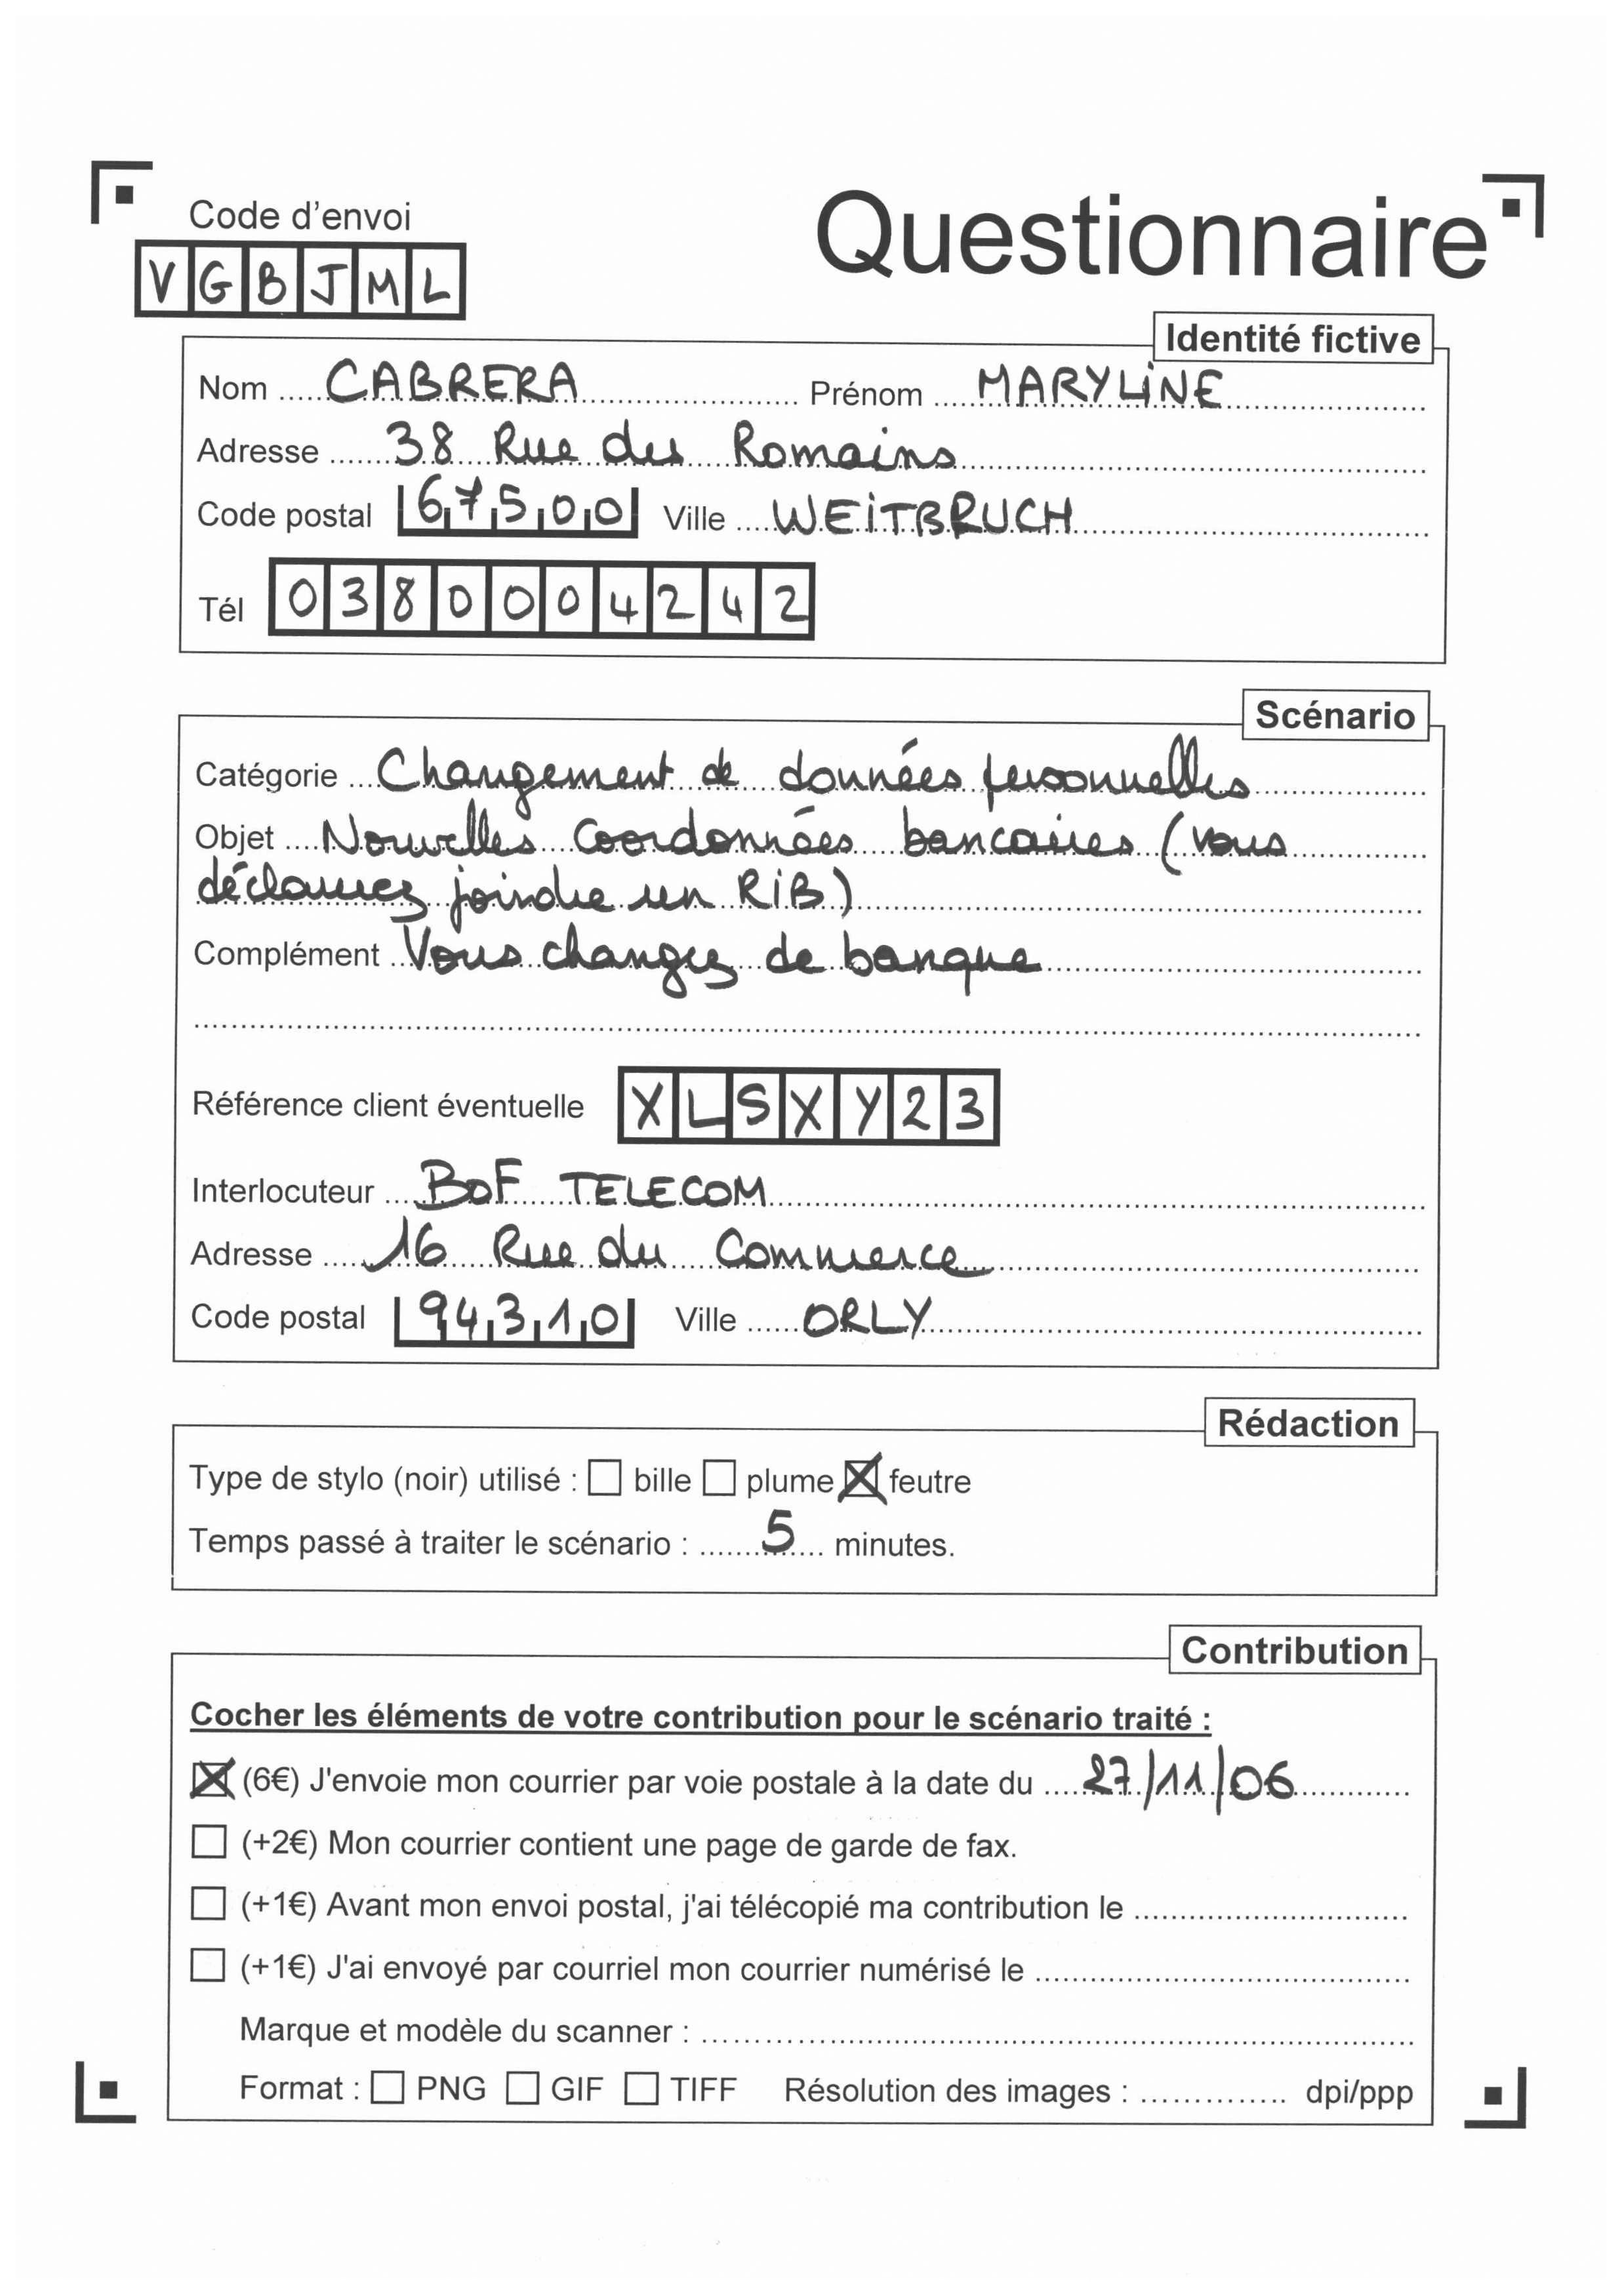 Code d'envoi
Questionnaire
VGBJML
Identité fictive
Nom CABRERA Prénom MARYLINE
Adresse 38 Rue des Romains
Code postal 67500 Ville WEITBRUCH
Tél 0380004242
Scénario
Catégorie Changement de données personnelles
Objet Nouvelles Coordonnées bancaires (vous
déclarez joindre un RIB)
Complément Vous changez de banque
Référence client éventuelle XLSXY23
Interlocuteur BOF TELECOM
Adresse 16 Rue du Commerce
Code postal 94310 Ville ORLY
Rédaction
Type de stylo (noir) utilisé : ☐ bille ☐ plume ☒ feutre
Temps passé à traiter le scénario : 5 minutes.
Contribution
Cocher les éléments de votre contribution pour le scénario traité :
☒ (6€) J'envoie mon courrier par voie postale à la date du 27/11/06
☐ (+2€) Mon courrier contient une page de garde de fax.
☐ (+1€) Avant mon envoi postal, j'ai télécopié ma contribution le
☐ (+1€) J'ai envoyé par courriel mon courrier numérisé le
Marque et modèle du scanner :
Format : ☐ PNG ☐ GIF ☐ TIFF Résolution des images : dpi/ppp